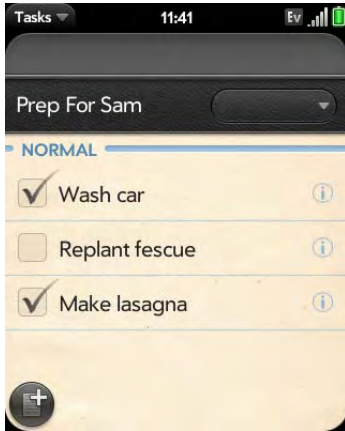 Tasks 11:41 Ev
Prep For Sam
NORMAL
Wash car
Replant fescue
Make lasagna